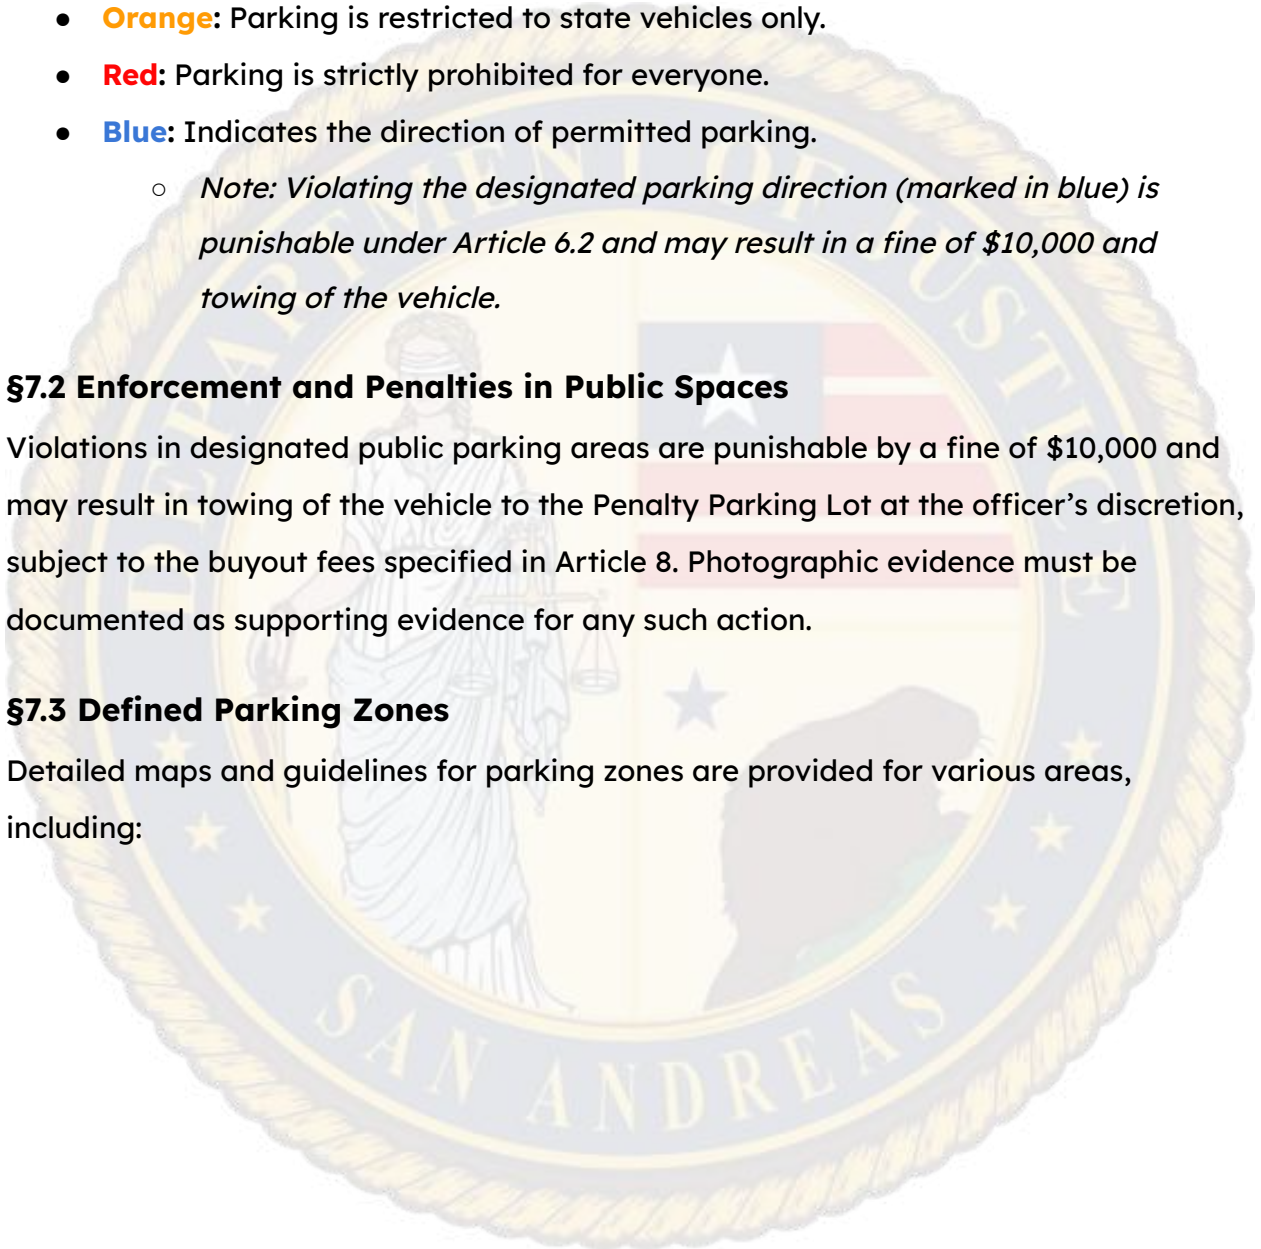 ● Orange: Parking is restricted to state vehicles only.
● Red: Parking is strictly prohibited for everyone.
● Blue: Indicates the direction of permitted parking.
○ Note: Violating the designated parking direction (marked in blue) is
punishable under Article 6.2 and may result in a fine of $10,000 and
towing of the vehicle.
§7.2 Enforcement and Penalties in Public Spaces
Violations in designated public parking areas are punishable by a fine of $10,000 and
may result in towing of the vehicle to the Penalty Parking Lot at the officer’s discretion,
subject to the buyout fees specified in Article 8. Photographic evidence must be
documented as supporting evidence for any such action.
§7.3 Defined Parking Zones
Detailed maps and guidelines for parking zones are provided for various areas,
including:
DEPARTMENT OF JUSTICE
SAN ANDREAS